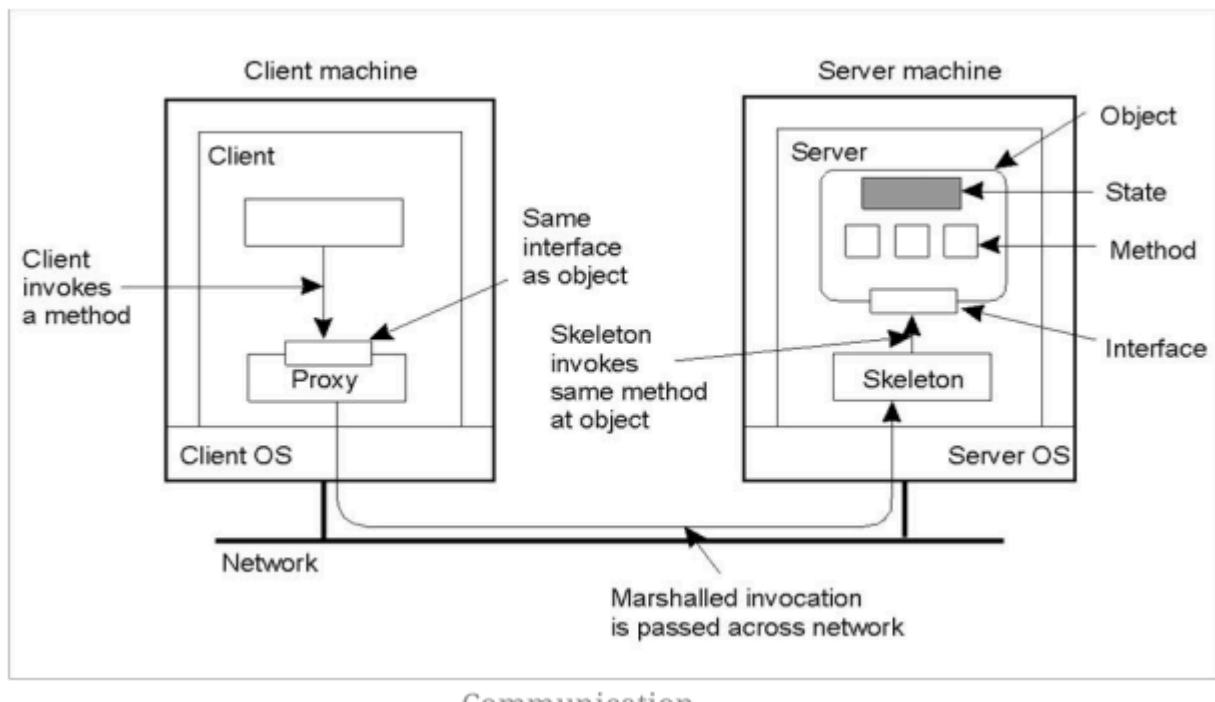 Client machine
Server machine
Object
Client
Server
State
Same
interface
as object
Method
Client
invokes
a method
Skeleton
invokes
same method
at object
Interface
Proxy
Skeleton
Client OS
Server OS
Network
Marshalled invocation
is passed across network
Communication